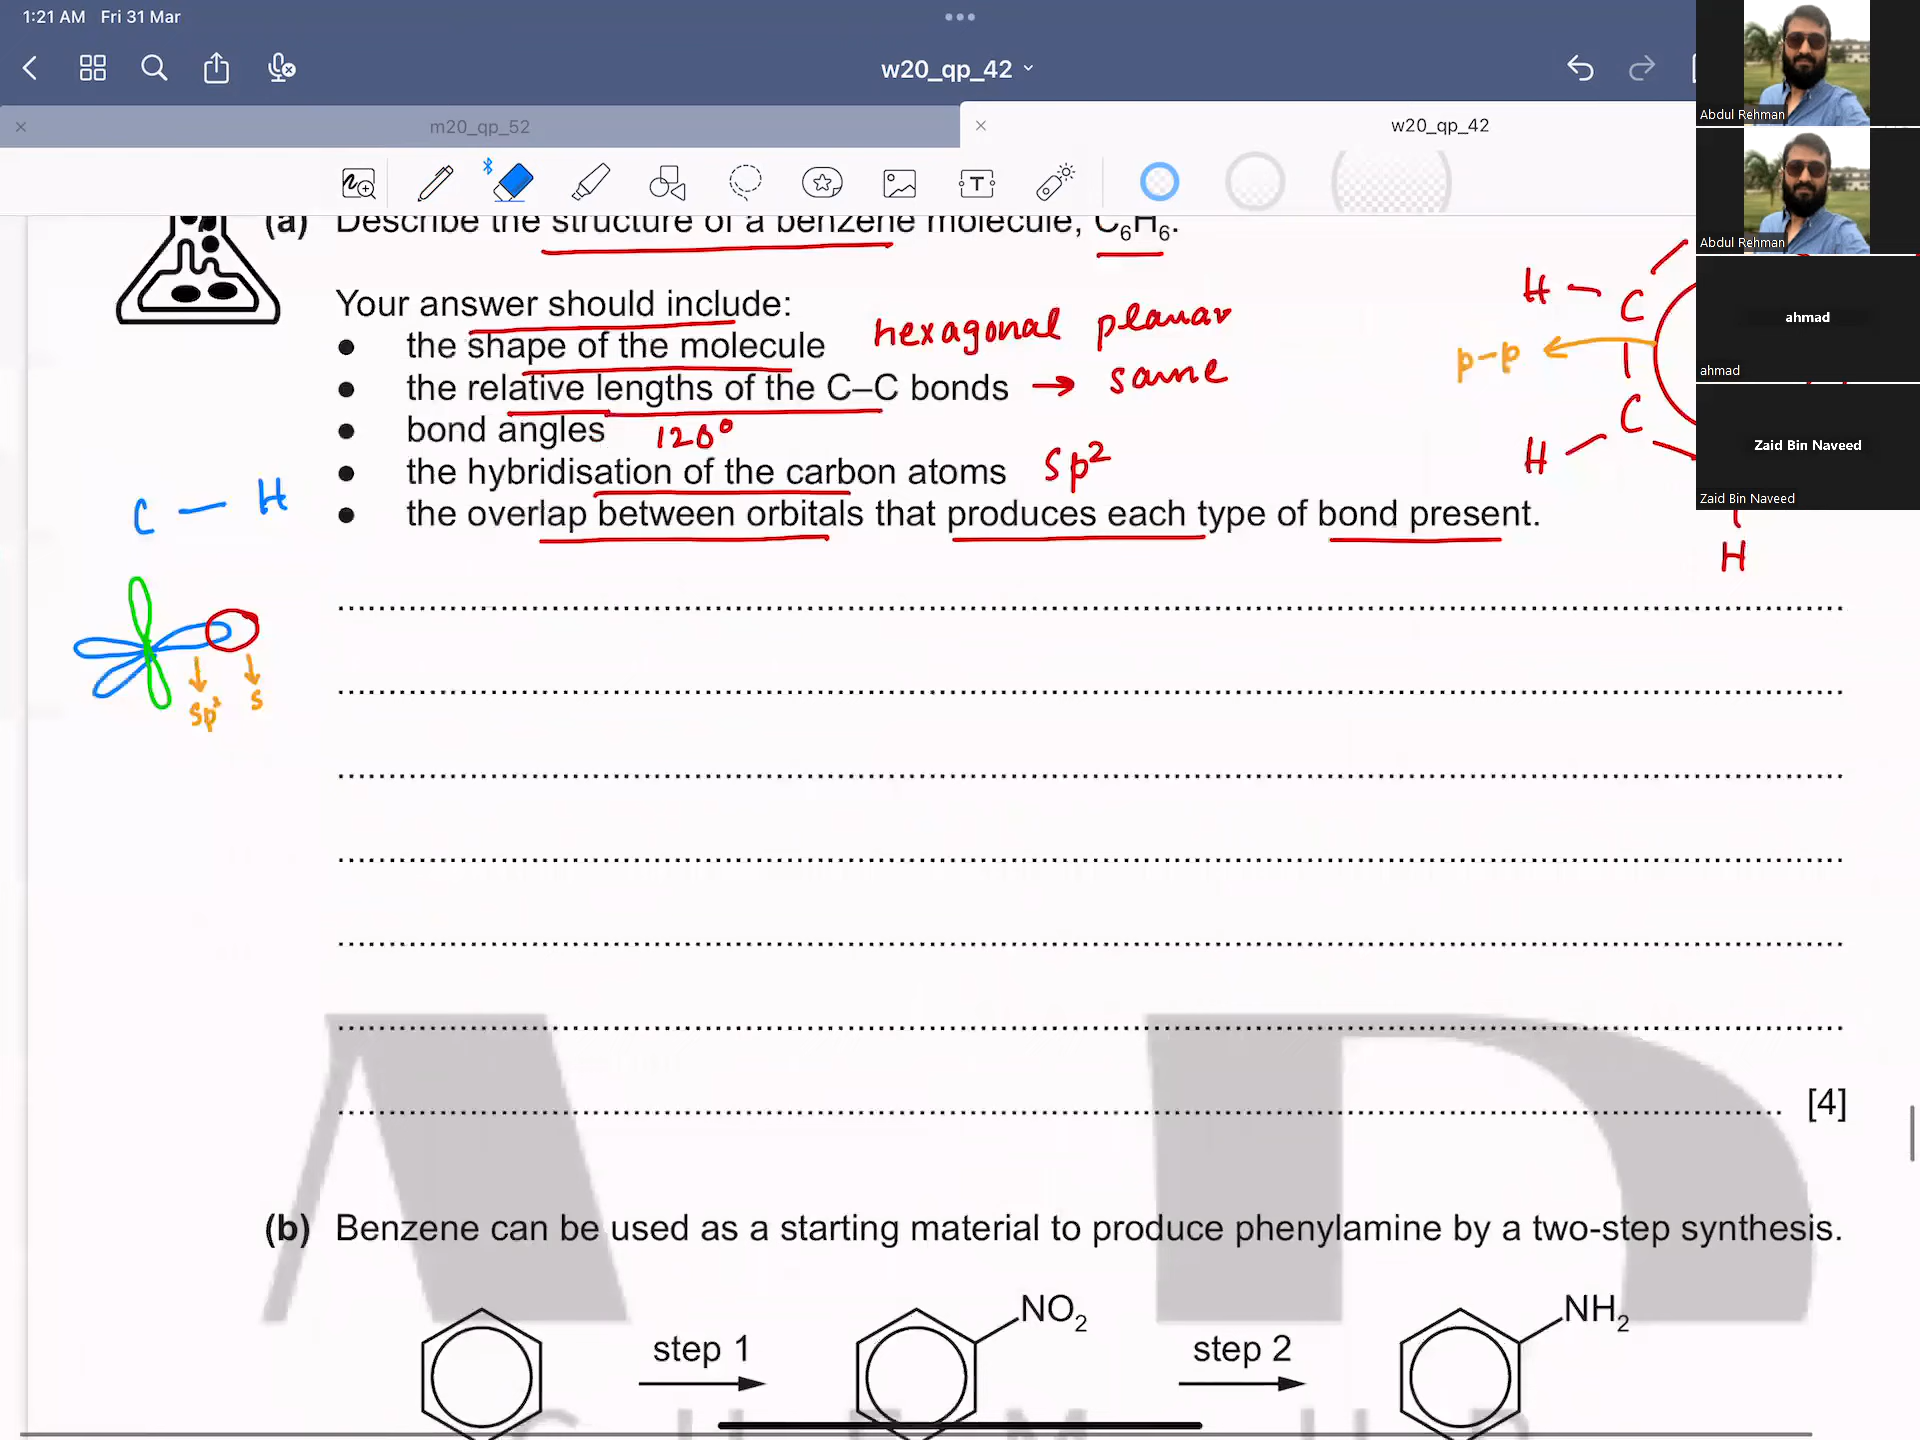 1:21 AM Fri 31 Mar
w20_qp_42
m20_qp_52
w20_qp_42
Abdul Rehman
Abdul Rehman
ahmad
ahmad
Zaid Bin Naveed
Zaid Bin Naveed
(a) Describe the structure of a benzene molecule, C₆H₆.
Your answer should include:
• the shape of the molecule hexagonal planar
• the relative lengths of the C–C bonds → same
• bond angles 120°
• the hybridisation of the carbon atoms sp²
• the overlap between orbitals that produces each type of bond present.
H – C
p-p
C
H
H
C – H
sp² s
[4]
(b) Benzene can be used as a starting material to produce phenylamine by a two-step synthesis.
NO₂
NH₂
step 1
step 2